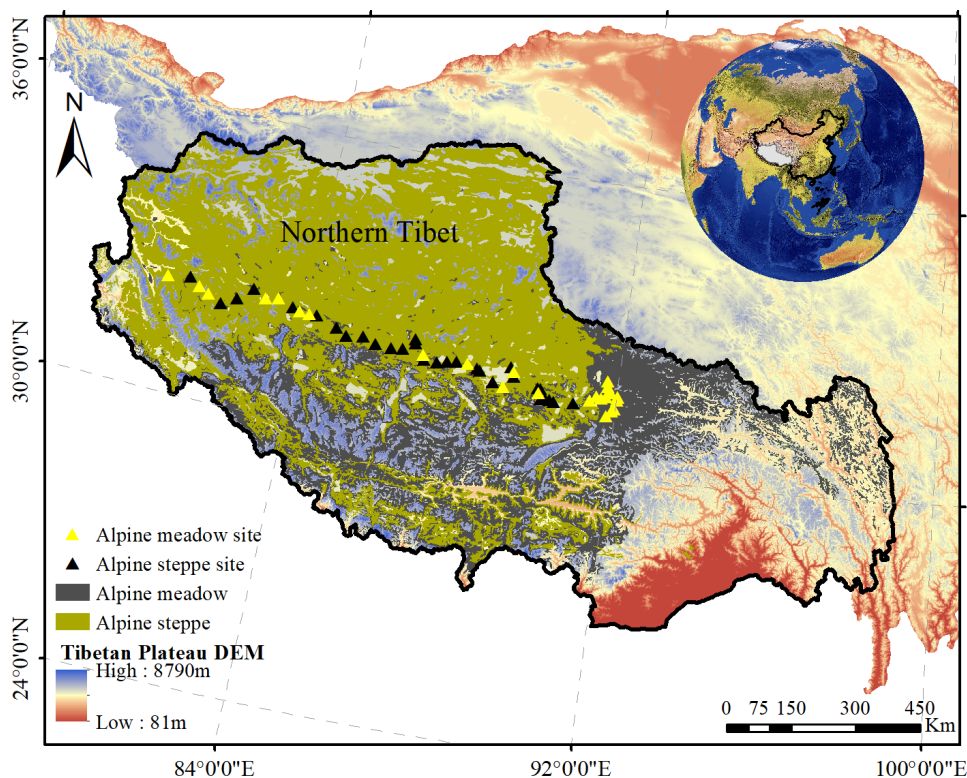 36°0'0"N
N
Northern Tibet
30°0'0"N
Alpine meadow site
Alpine steppe site
Alpine meadow
Alpine steppe
Tibetan Plateau DEM
High : 8790m
Low : 81m
24°0'0"N
0 75 150 300 450
Km
84°0'0"E
92°0'0"E
100°0'0"E